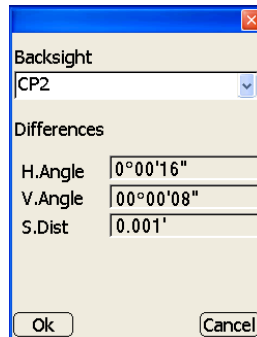 Backsight
CP2
Differences
H.Angle 0°00'16"
V.Angle 00°00'08"
S.Dist 0.001'
Ok Cancel